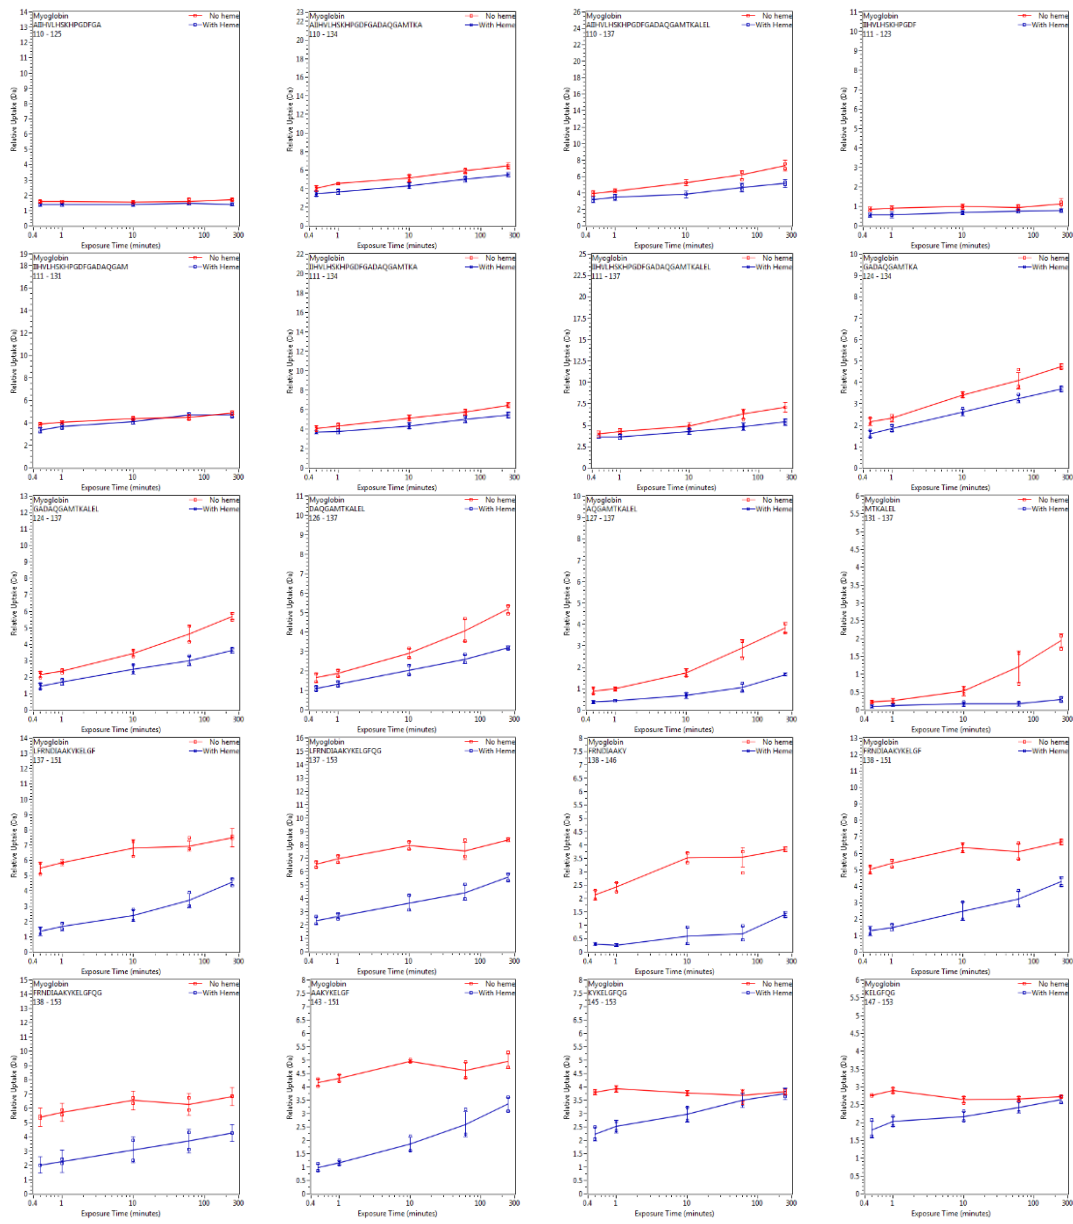 Myoglobin
AIIHVLHSKHPGDFGA
110 - 125
No heme
With Heme
Relative Uptake (Da)
Exposure Time (minutes)
Myoglobin
AIIHVLHSKHPGDFGADAQGAMTKA
110 - 134
No heme
With Heme
Relative Uptake (Da)
Exposure Time (minutes)
Myoglobin
AIIHVLHSKHPGDFGADAQGAMTKALEL
110 - 137
No heme
With Heme
Relative Uptake (Da)
Exposure Time (minutes)
Myoglobin
IIHVLHSKHPGDF
111 - 123
No heme
With Heme
Relative Uptake (Da)
Exposure Time (minutes)
Myoglobin
IIHVLHSKHPGDFGADAQGAM
111 - 131
No heme
With Heme
Relative Uptake (Da)
Exposure Time (minutes)
Myoglobin
IIHVLHSKHPGDFGADAQGAMTKA
111 - 134
No heme
With Heme
Relative Uptake (Da)
Exposure Time (minutes)
Myoglobin
IIHVLHSKHPGDFGADAQGAMTKALEL
111 - 137
No heme
With Heme
Relative Uptake (Da)
Exposure Time (minutes)
Myoglobin
GADAQGAMTKA
124 - 134
No heme
With Heme
Relative Uptake (Da)
Exposure Time (minutes)
Myoglobin
GADAQGAMTKALEL
124 - 137
No heme
With Heme
Relative Uptake (Da)
Exposure Time (minutes)
Myoglobin
DAQGAMTKALEL
126 - 137
No heme
With Heme
Relative Uptake (Da)
Exposure Time (minutes)
Myoglobin
AQGAMTKALEL
127 - 137
No heme
With Heme
Relative Uptake (Da)
Exposure Time (minutes)
Myoglobin
MTKALEL
131 - 137
No heme
With Heme
Relative Uptake (Da)
Exposure Time (minutes)
Myoglobin
LFRNDIAAKYKELGF
137 - 151
No heme
With Heme
Relative Uptake (Da)
Exposure Time (minutes)
Myoglobin
LFRNDIAAKYKELGFQG
137 - 153
No heme
With Heme
Relative Uptake (Da)
Exposure Time (minutes)
Myoglobin
FRNDIAAKY
138 - 146
No heme
With Heme
Relative Uptake (Da)
Exposure Time (minutes)
Myoglobin
FRNDIAAKYKELGF
138 - 151
No heme
With Heme
Relative Uptake (Da)
Exposure Time (minutes)
Myoglobin
FRNDIAAKYKELGFQG
138 - 153
No heme
With Heme
Relative Uptake (Da)
Exposure Time (minutes)
Myoglobin
AAKYKELGF
143 - 151
No heme
With Heme
Relative Uptake (Da)
Exposure Time (minutes)
Myoglobin
KYKELGFQG
145 - 153
No heme
With Heme
Relative Uptake (Da)
Exposure Time (minutes)
Myoglobin
KELGFQG
147 - 153
No heme
With Heme
Relative Uptake (Da)
Exposure Time (minutes)